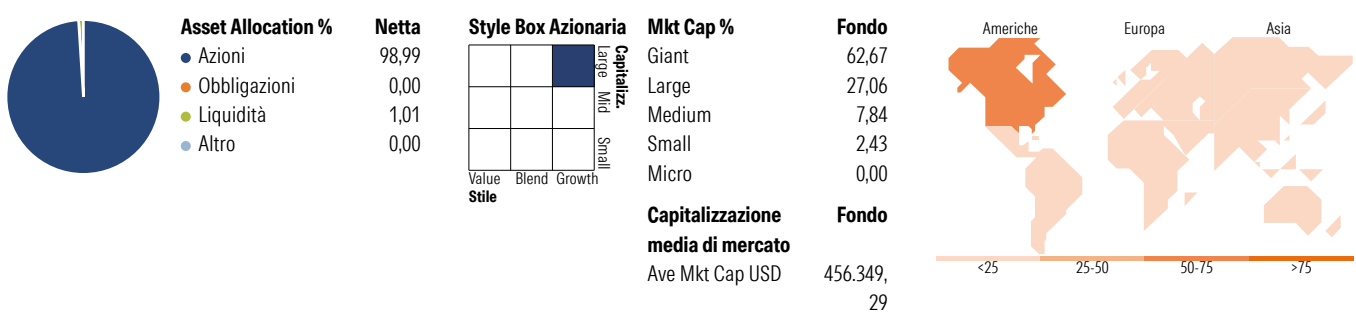 Asset Allocation % Netta
Azioni 98,99
Obbligazioni 0,00
Liquidità 1,01
Altro 0,00
Style Box Azionaria
Capitalizz.
Large
Mid
Small
Value Blend Growth
Stile
Mkt Cap % Fondo
Giant 62,67
Large 27,06
Medium 7,84
Small 2,43
Micro 0,00
Capitalizzazione Fondo
media di mercato
Ave Mkt Cap USD 456.349,
29
Americhe Europa Asia
<25 25-50 50-75 >75